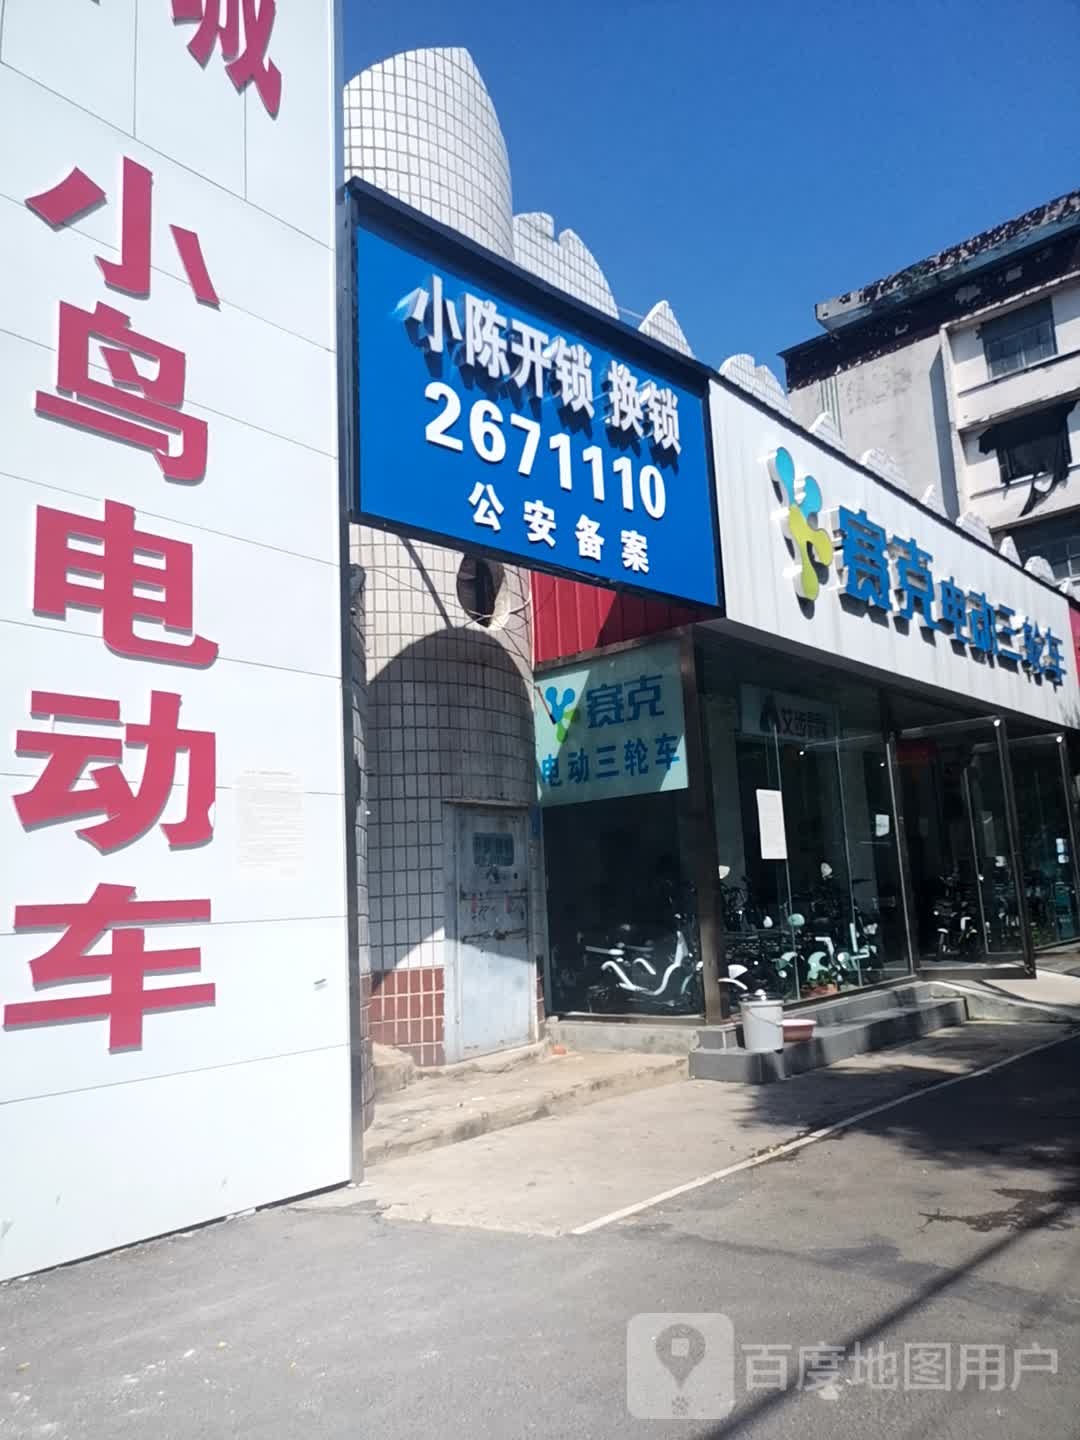 城
小鸟电动车
小陈开锁 换锁
2671110
公安备案
赛克电动三轮车
赛克
电动三轮车
百度地图用户